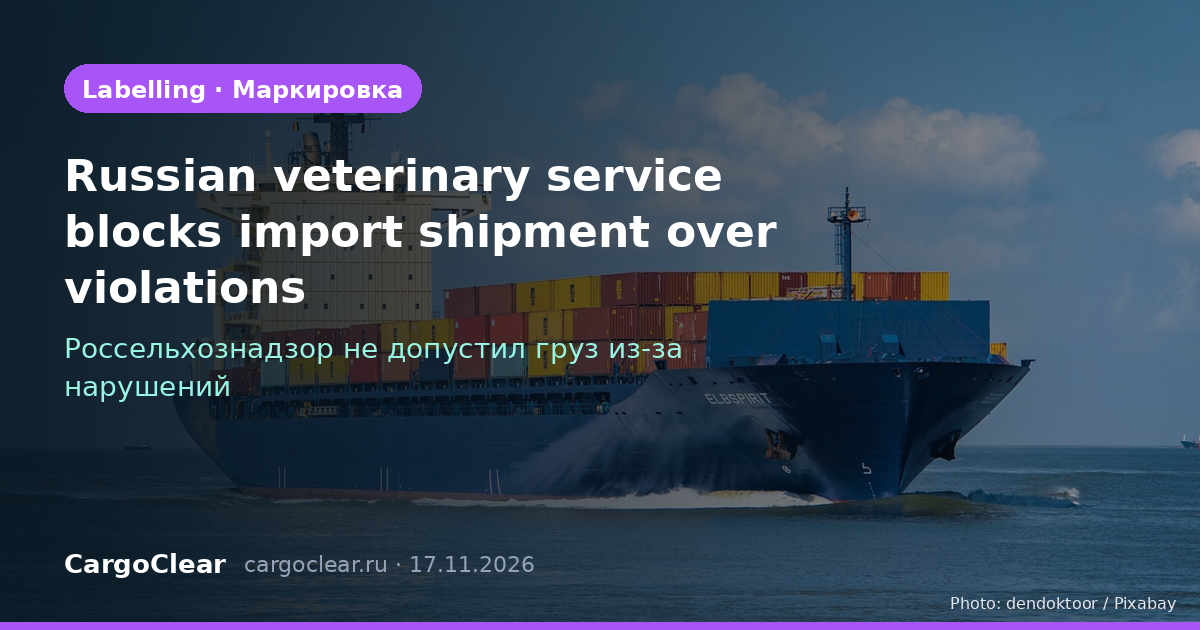 Labelling · Маркировка
Russian veterinary service
blocks import shipment over
violations
Россельхознадзор не допустил груз из-за
нарушений
ELBSPIRIT
CargoClear cargoclear.ru · 17.11.2026
Photo: dendoktoor / Pixabay